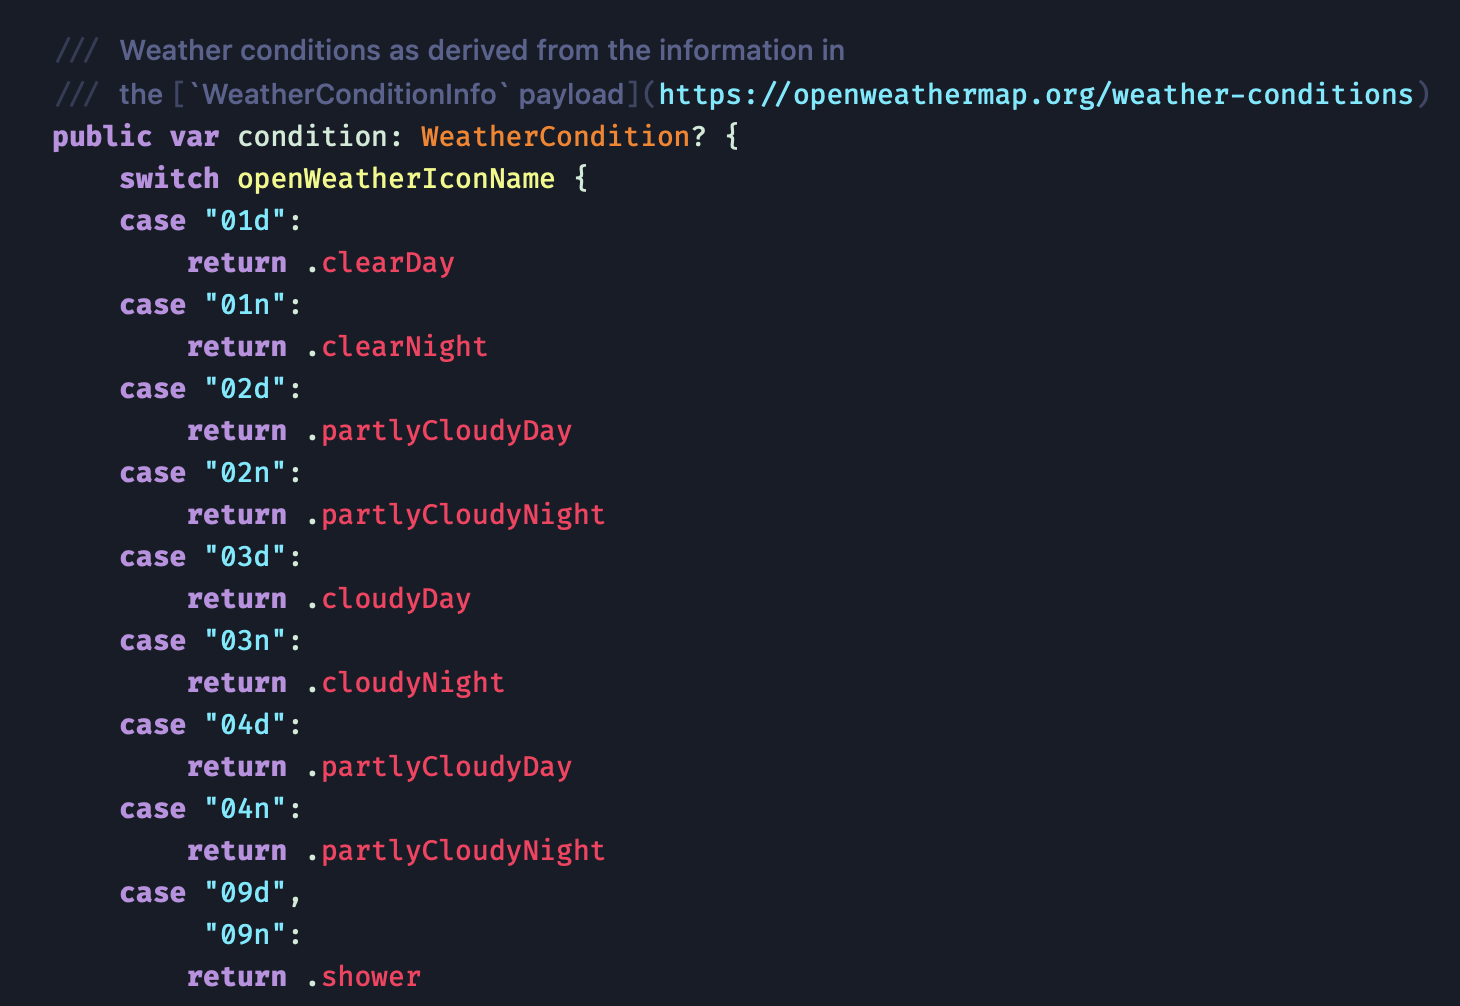 /// Weather conditions as derived from the information in
/// the [`WeatherConditionInfo` payload](https://openweathermap.org/weather-conditions)
public var condition: WeatherCondition? {
    switch openWeatherIconName {
    case "01d":
        return .clearDay
    case "01n":
        return .clearNight
    case "02d":
        return .partlyCloudyDay
    case "02n":
        return .partlyCloudyNight
    case "03d":
        return .cloudyDay
    case "03n":
        return .cloudyNight
    case "04d":
        return .partlyCloudyDay
    case "04n":
        return .partlyCloudyNight
    case "09d",
         "09n":
        return .shower